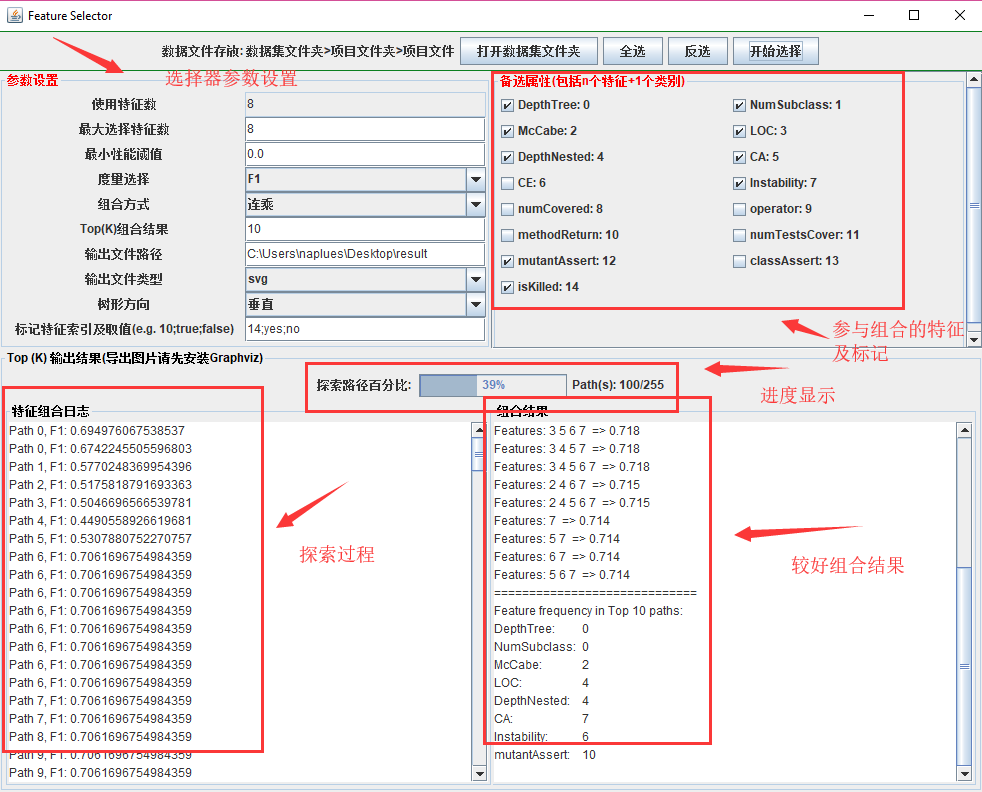 Feature Selector
数据文件存放: 数据集文件夹>项目文件夹>项目文件 打开数据集文件夹 全选 反选 开始选择
参数设置
选择器参数设置
使用特征数 8
最大选择特征数 8
最小性能阈值 0.0
度量选择 F1
组合方式 连乘
Top(K)组合结果 10
输出文件路径 C:\Users\naplues\Desktop\result
输出文件类型 svg
树形方向 垂直
标记特征索引及取值(e.g. 10;true;false) 14;yes;no
备选属性(包括n个特征+1个类别)
DepthTree: 0 NumSubclass: 1
McCabe: 2 LOC: 3
DepthNested: 4 CA: 5
CE: 6 Instability: 7
numCovered: 8 operator: 9
methodReturn: 10 numTestsCover: 11
mutantAssert: 12 classAssert: 13
isKilled: 14
参与组合的特征
及标记
Top (K) 输出结果(导出图片请先安装Graphviz)
探索路径百分比: 39% Path(s): 100/255
进度显示
特征组合日志
Path 0, F1: 0.694976067538537
Path 0, F1: 0.6742245505596803
Path 1, F1: 0.5770248369954396
Path 2, F1: 0.5175818791693363
Path 3, F1: 0.5046696566539781
Path 4, F1: 0.4490558926619681
Path 5, F1: 0.5307880752270757
Path 6, F1: 0.7061696754984359
Path 6, F1: 0.7061696754984359
Path 6, F1: 0.7061696754984359
Path 6, F1: 0.7061696754984359
Path 6, F1: 0.7061696754984359
Path 6, F1: 0.7061696754984359
Path 6, F1: 0.7061696754984359
Path 6, F1: 0.7061696754984359
Path 7, F1: 0.7061696754984359
Path 7, F1: 0.7061696754984359
Path 8, F1: 0.7061696754984359
Path 9, F1: 0.7061696754984359
Path 9, F1: 0.7061696754984359
探索过程
组合结果
Features: 3 5 6 7 => 0.718
Features: 3 4 5 7 => 0.718
Features: 3 4 5 6 7 => 0.718
Features: 2 4 6 7 => 0.715
Features: 2 4 5 6 7 => 0.715
Features: 7 => 0.714
Features: 5 7 => 0.714
Features: 6 7 => 0.714
Features: 5 6 7 => 0.714
=============================
Feature frequency in Top 10 paths:
DepthTree: 0
NumSubclass: 0
McCabe: 2
LOC: 4
DepthNested: 4
CA: 7
Instability: 6
mutantAssert: 10
较好组合结果